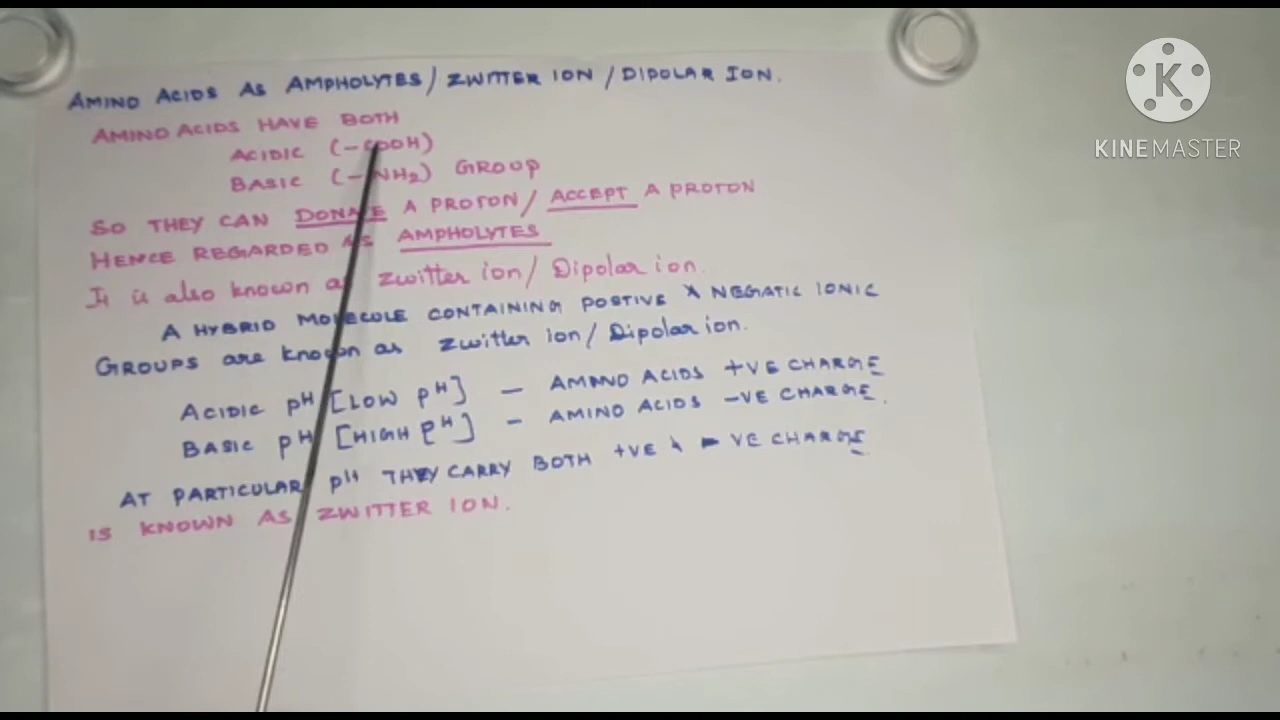 AMINO ACIDS AS AMPHOLYTES/ ZWITTER ION / DIPOLAR ION.
AMINO ACIDS HAVE BOTH
ACIDIC (-COOH)
BASIC (-NH₂) GROUP
SO THEY CAN DONATE A PROTON/ ACCEPT A PROTON
HENCE REGARDED AS AMPHOLYTES
It is also known as zwitter ion/ Dipolar ion.
A HYBRID MOLECULE CONTAINING POSTIVE & NEGATIC IONIC
GROUPS are known as zwitter ion/ Dipolar ion.
ACIDIC pH [LOW pH] – AMINO ACIDS +VE CHARGE
BASIC pH [HIGH pH] – AMINO ACIDS -VE CHARGE.
AT PARTICULAR pH THEY CARRY BOTH +VE & -VE CHARGE
IS KNOWN AS ZWITTER ION.
K
KINEMASTER